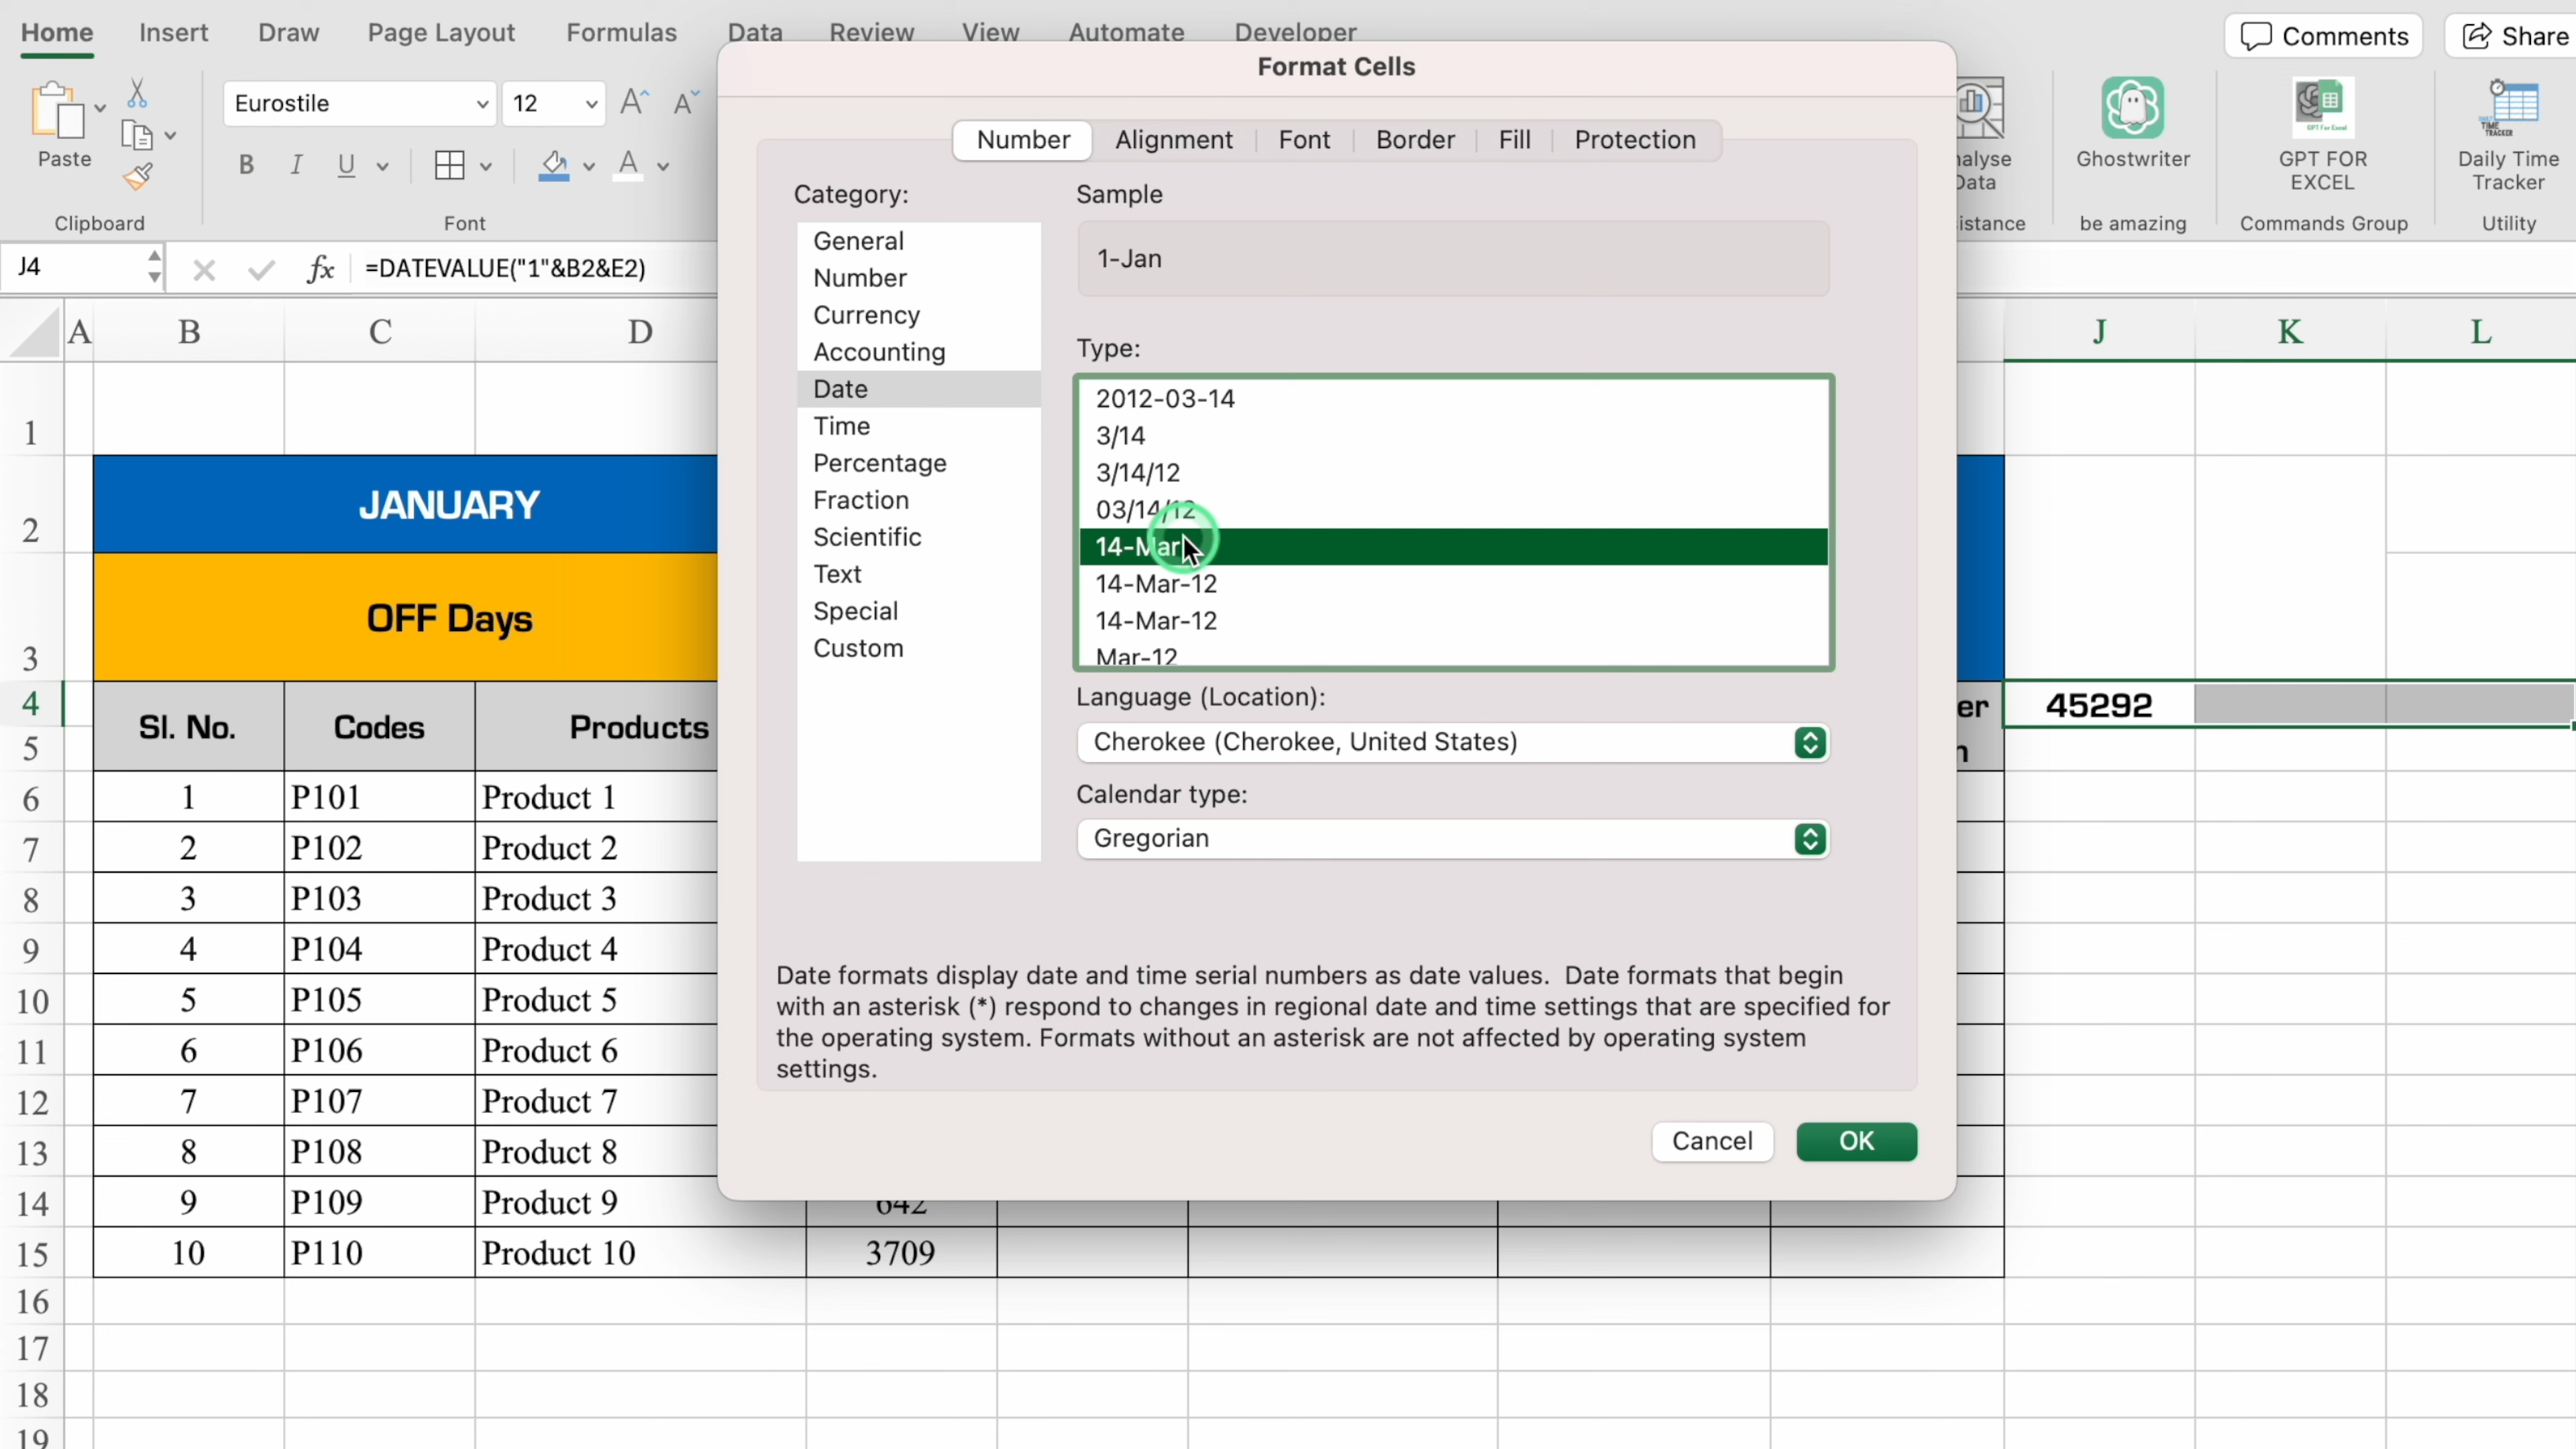 Home Insert Draw Page Layout Formulas Data Review View Automate Developer
Comments
Share
Paste
Clipboard
Eurostile
12
B I U
A
Font
Ghostwriter
be amazing
GPT For Excel
GPT FOR
EXCEL
Commands Group
TIME
TRACKER
Daily Time
Tracker
Utility
J4
fx
=DATEVALUE("1"&B2&E2)
Format Cells
Number Alignment Font Border Fill Protection
Category:
General
Number
Currency
Accounting
Date
Time
Percentage
Fraction
Scientific
Text
Special
Custom
Sample
1-Jan
Type:
2012-03-14
3/14
3/14/12
03/14/12
14-Mar
14-Mar-12
14-Mar-12
Mar-12
Language (Location):
Cherokee (Cherokee, United States)
Calendar type:
Gregorian
Date formats display date and time serial numbers as date values. Date formats that begin
with an asterisk (*) respond to changes in regional date and time settings that are specified for
the operating system. Formats without an asterisk are not affected by operating system
settings.
Cancel
OK
A B C D J K L
1
2 JANUARY
3 OFF Days
4
5
Sl. No. Codes Products
45292
6 1 P101 Product 1
7 2 P102 Product 2
8 3 P103 Product 3
9 4 P104 Product 4
10 5 P105 Product 5
11 6 P106 Product 6
12 7 P107 Product 7
13 8 P108 Product 8
14 9 P109 Product 9 642
15 10 P110 Product 10 3709
16
17
18
19